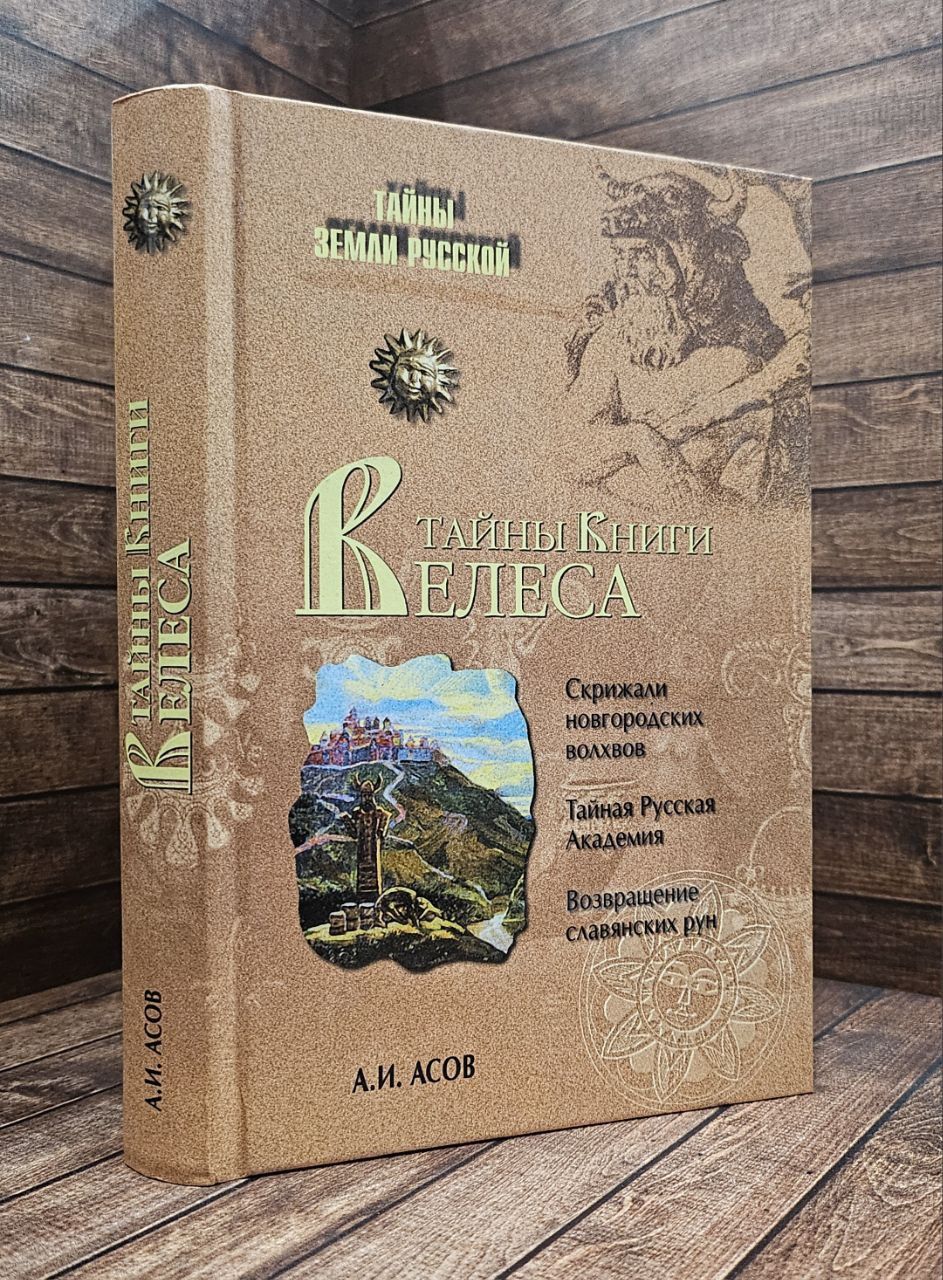 ТАЙНЫ
ЗЕМЛИ РУССКОЙ
ТАЙНЫ КНИГИ
ВЕЛЕСА
Скрижали
новгородских
волхвов
Тайная Русская
Академия
Возвращение
славянских рун
А.И. АСОВ
ТАЙНЫ КНИГИ
ВЕЛЕСА
А.И. АСОВ